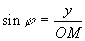 sin ℘ = y / OM